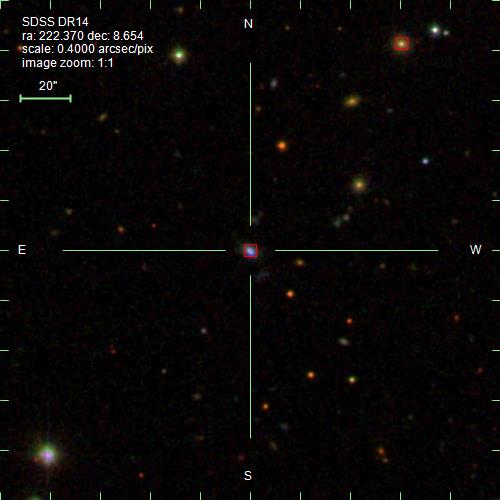 SDSS DR14
ra: 222.370 dec: 8.654
scale: 0.4000 arcsec/pix
image zoom: 1:1
20"
N
E
W
S